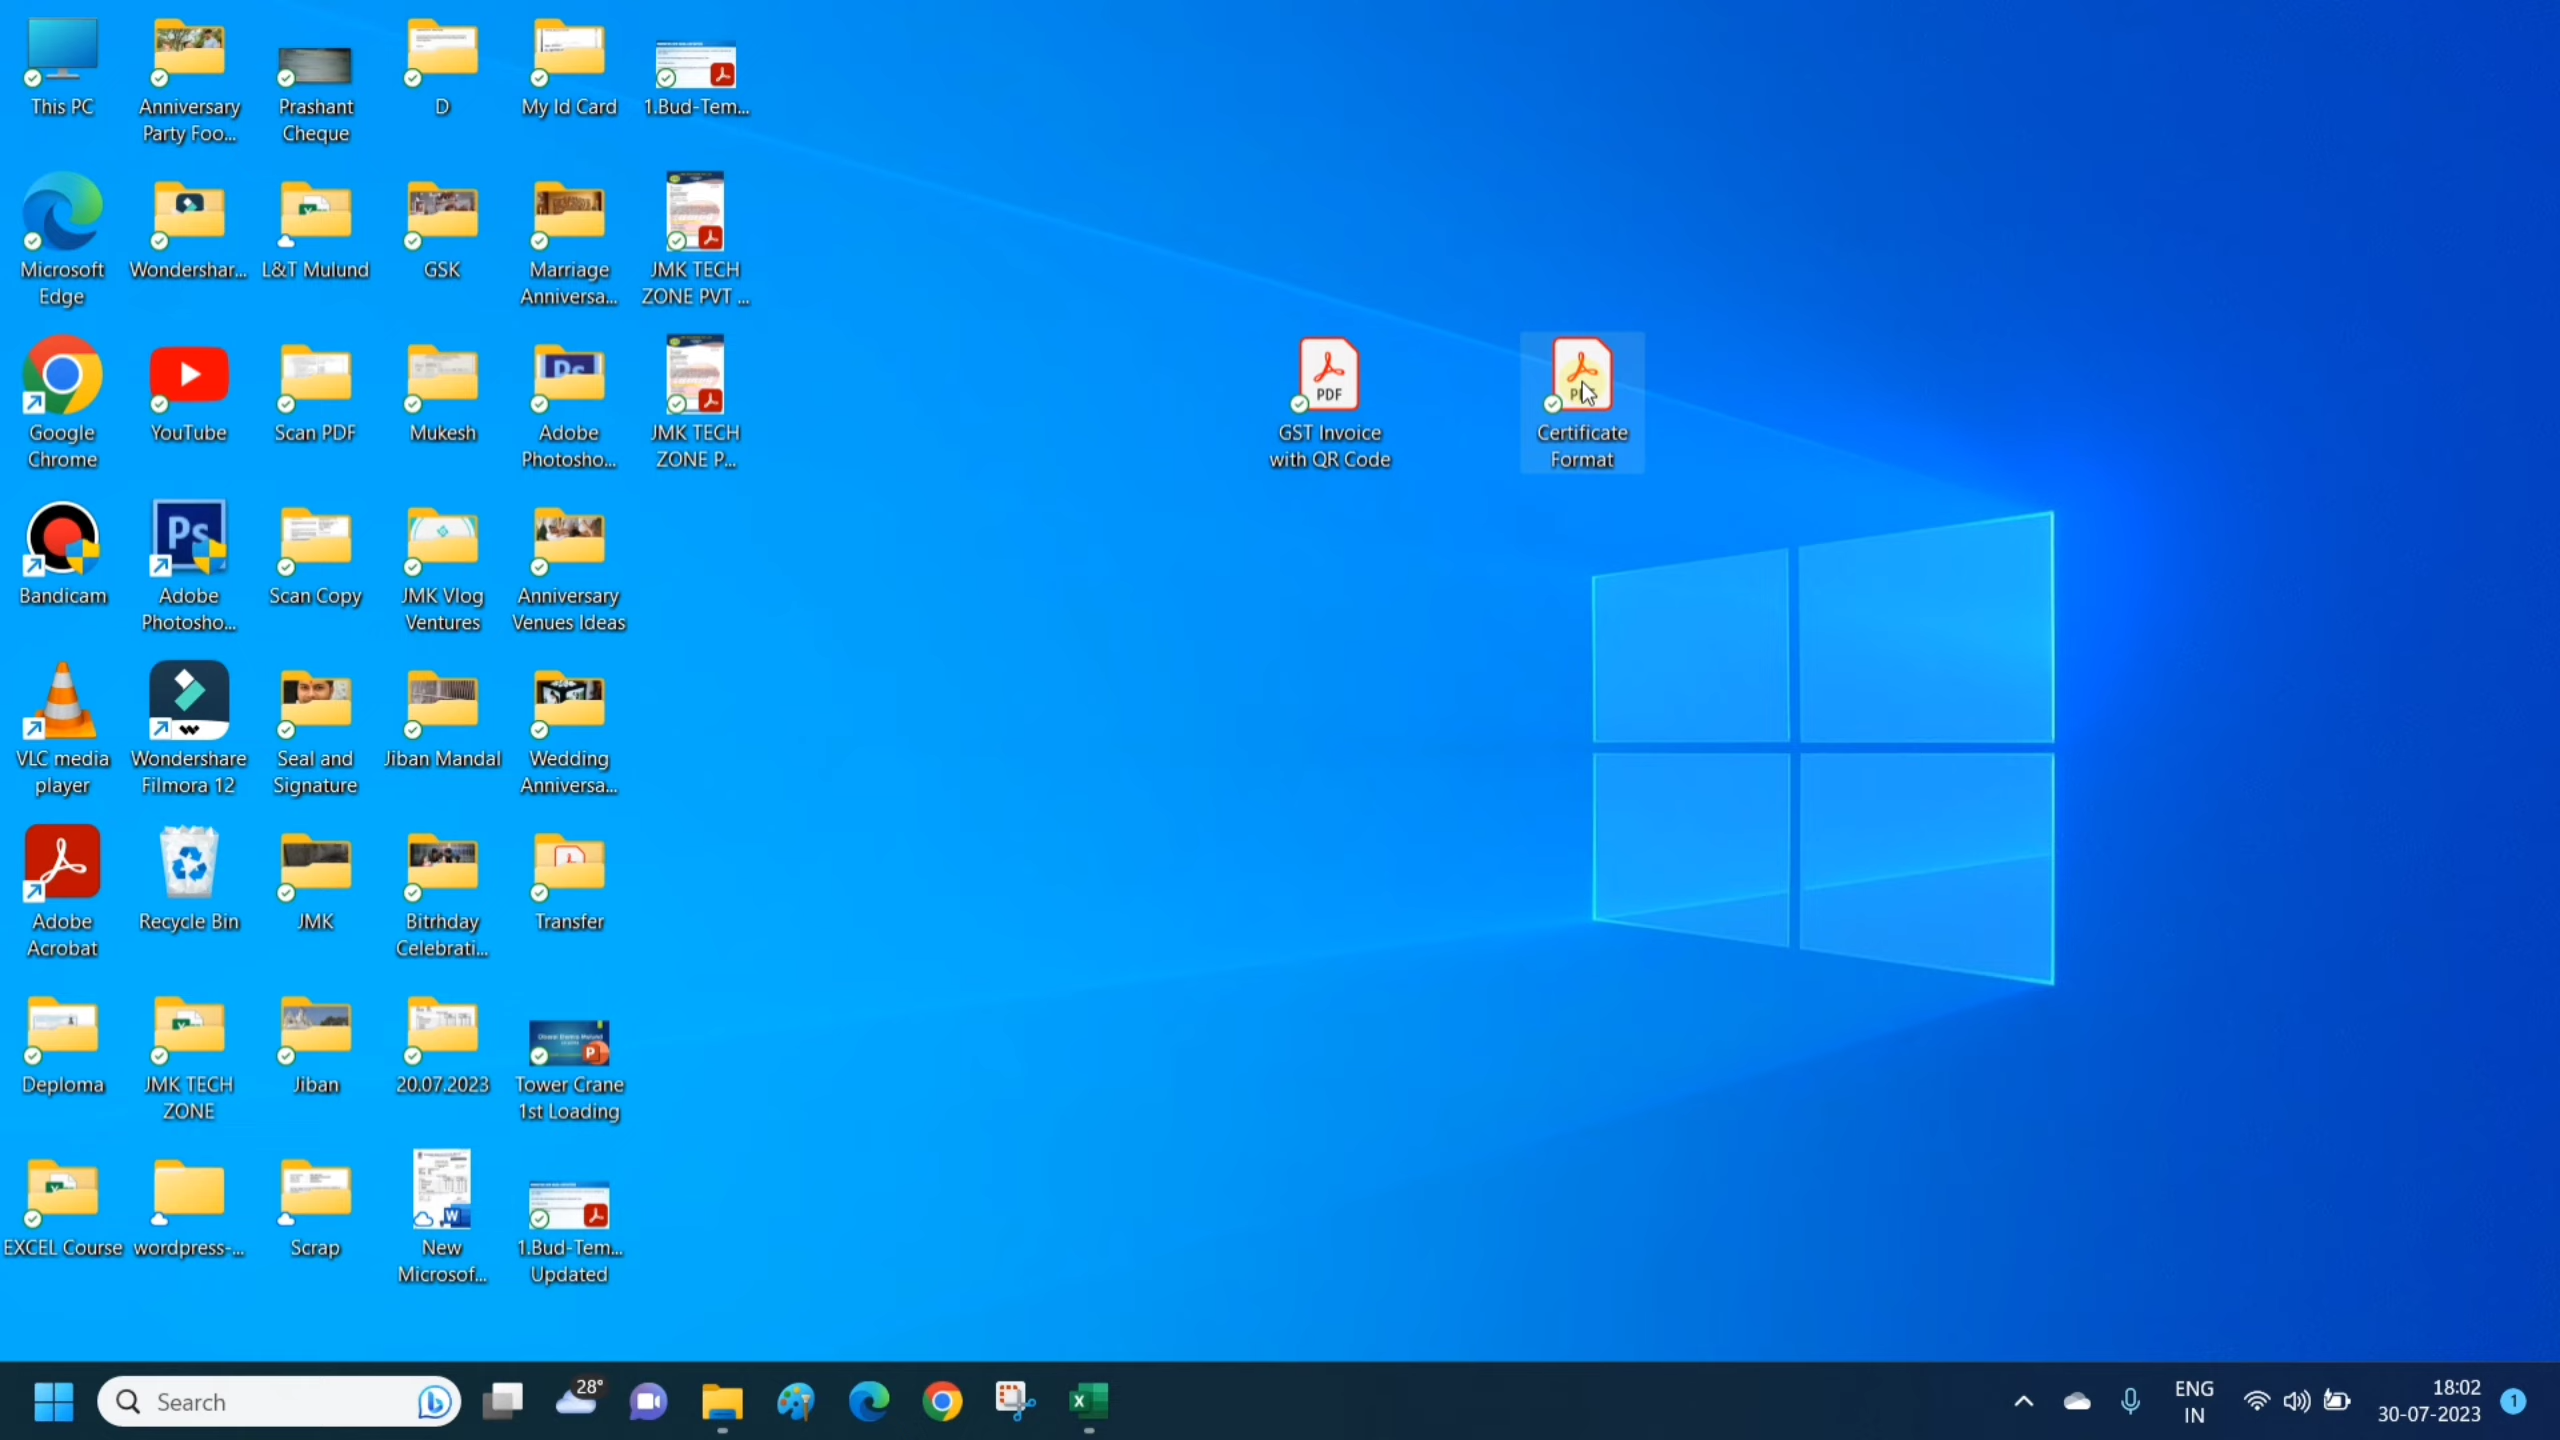 This PC
Anniversary
Party Foo...
Prashant
Cheque
D
My Id Card
1.Bud-Tem...
Microsoft
Edge
Wondershar...
L&T Mulund
GSK
Marriage
Anniversa...
JMK TECH
ZONE PVT ...
Google
Chrome
YouTube
Scan PDF
Mukesh
Adobe
Photosho...
JMK TECH
ZONE P...
PDF
GST Invoice
with QR Code
Certificate
Format
Bandicam
Ps
Adobe
Photosho...
Scan Copy
JMK Vlog
Ventures
Anniversary
Venues Ideas
VLC media
player
Wondershare
Filmora 12
Seal and
Signature
Jiban Mandal
Wedding
Anniversa...
Adobe
Acrobat
Recycle Bin
JMK
Bitrhday
Celebrati...
Transfer
Deploma
JMK TECH
ZONE
Jiban
20.07.2023
Tower Crane
1st Loading
EXCEL Course
wordpress-...
Scrap
New
Microsof...
1.Bud-Tem...
Updated
Search
28°
ENG
IN
18:02
30-07-2023
1